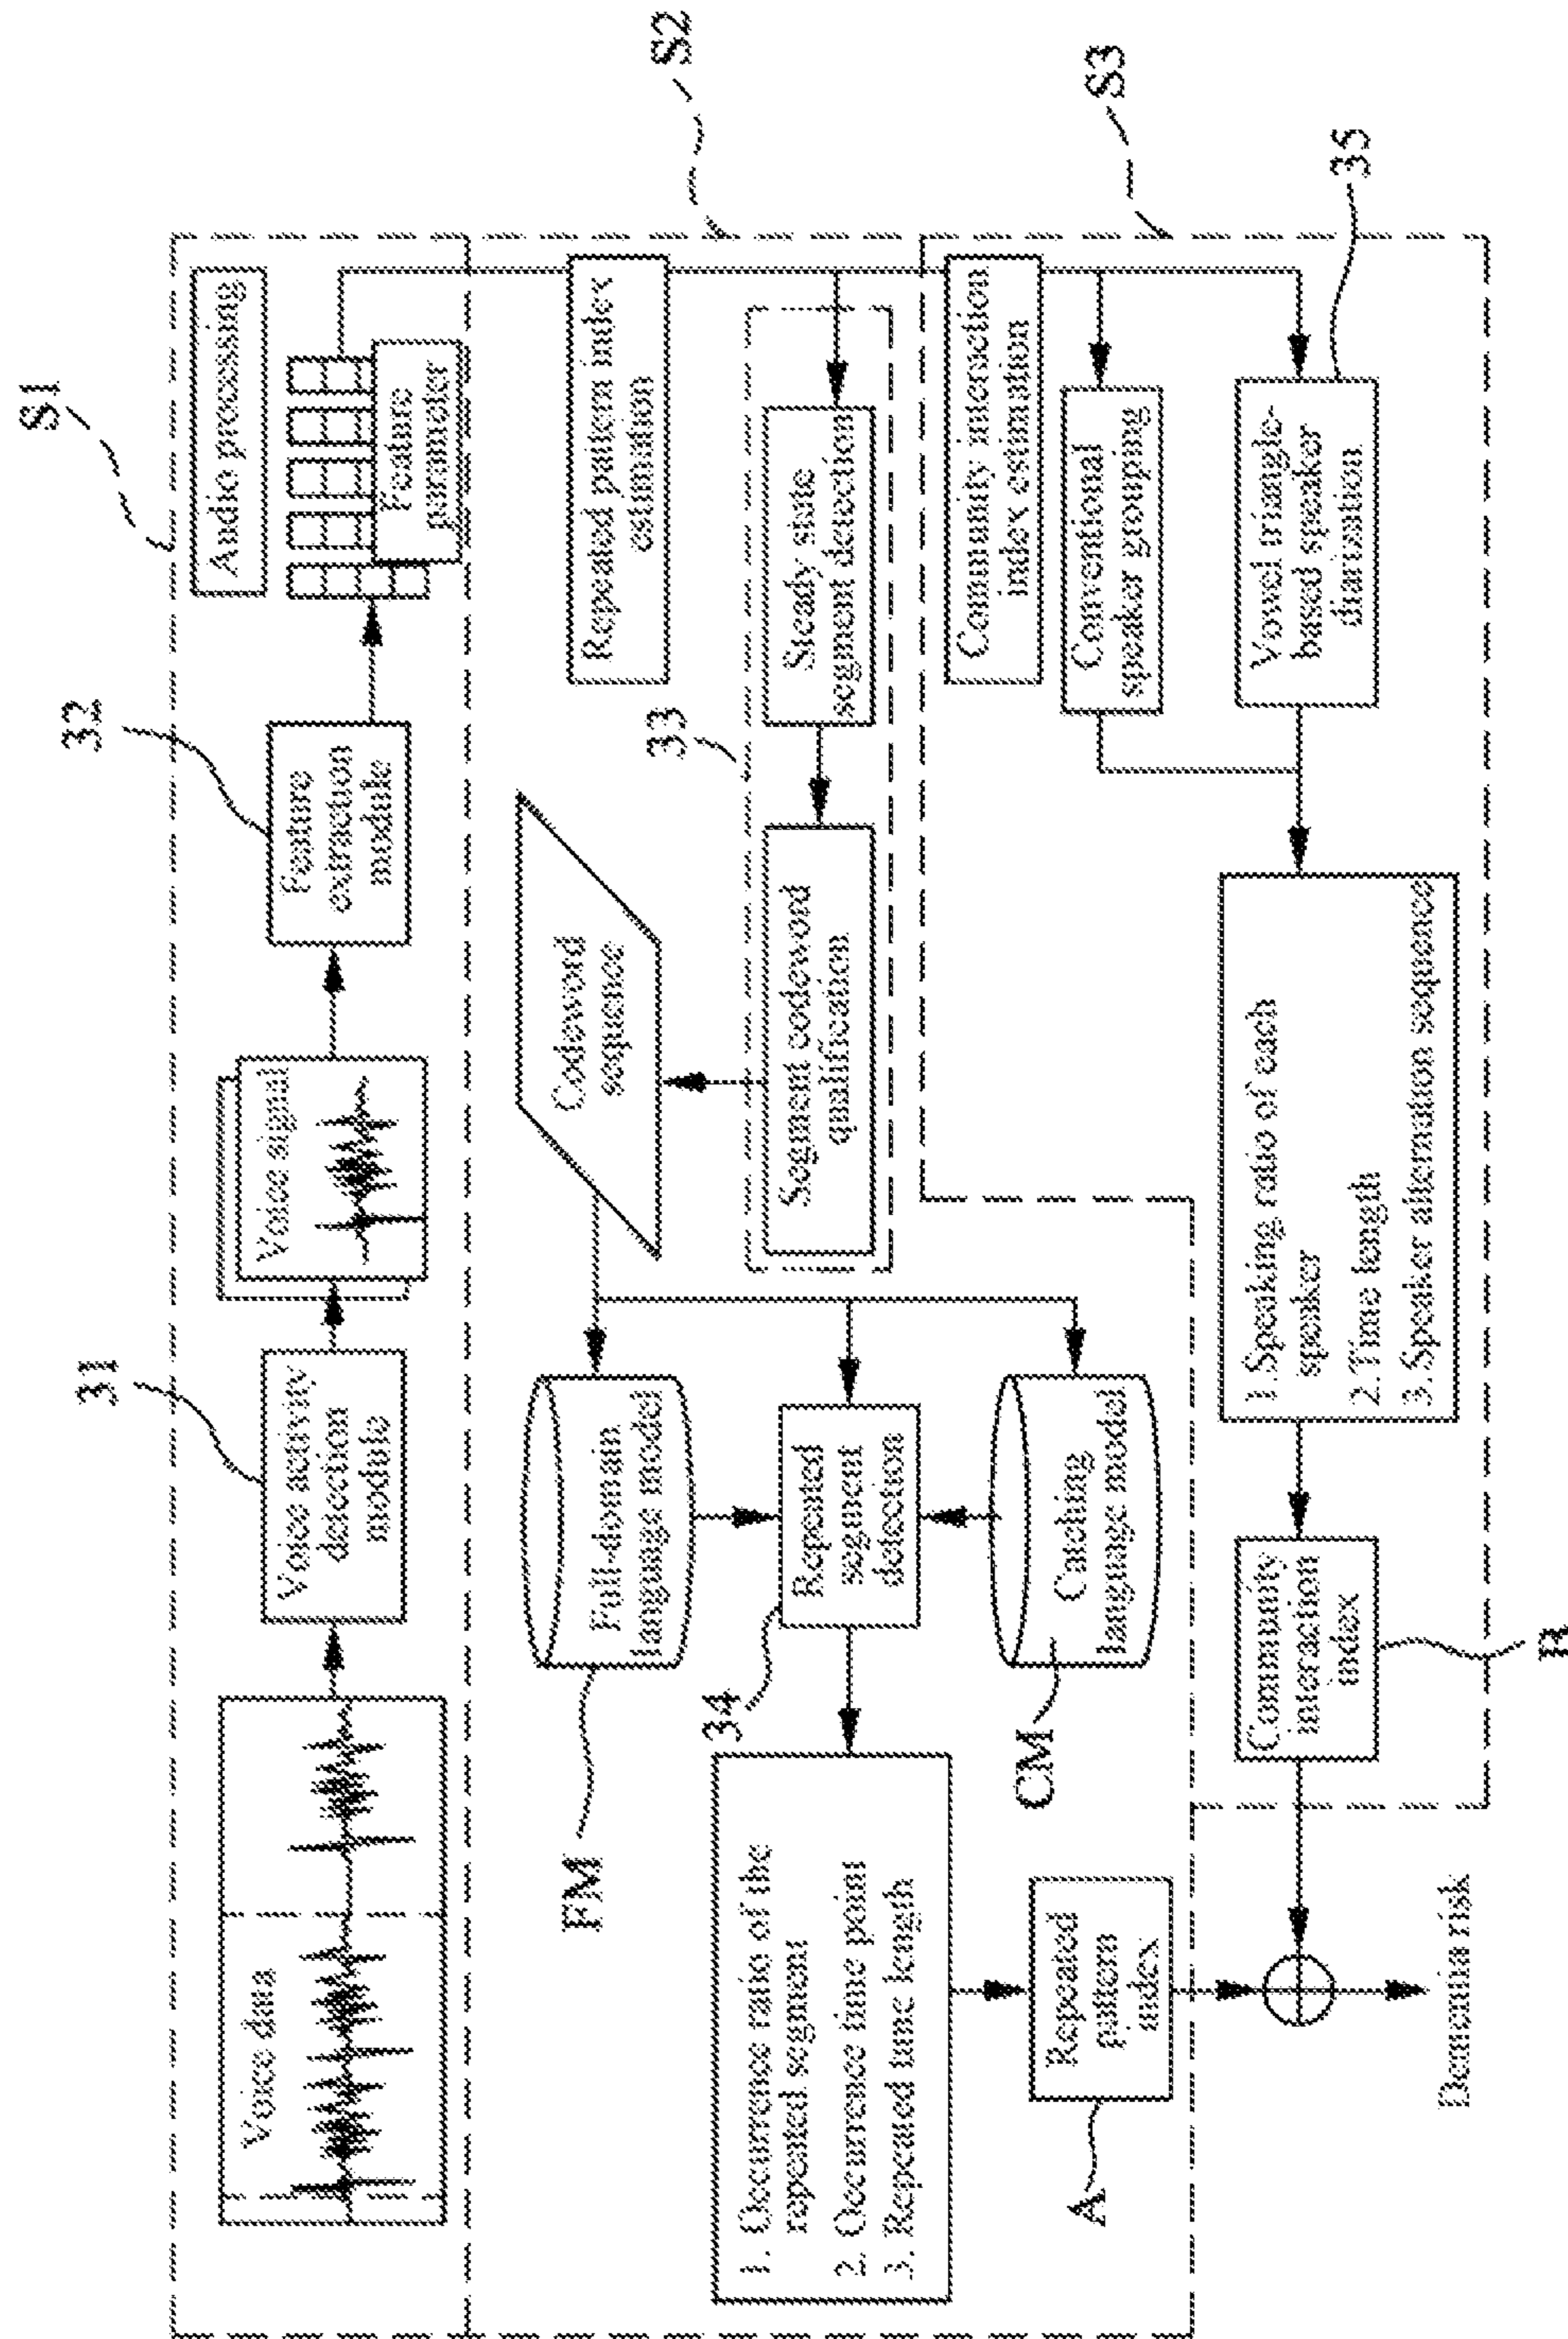 S1
Audio processing
Voice data
31
Voice activity
detection
module
Voice signal
32
Feature
extraction
module
Feature
parameter
S2
Repeated pattern index
estimation
33
Steady state
segment detection
Segment codeword
qualification
Codeword
sequence
FM
Full-domain
language model
34
Repeated
segment
detection
CM
Catching
language model
1. Occurrence ratio of the
repeated segment
2. Occurrence time point
3. Repeated time length
A
Repeated
pattern
index
S3
Community interaction
index estimation
Conventional
speaker grouping
35
Vowel triangle-
based speaker
diarisation
1.Speaking ratio of each
speaker
2.Time length
3.Speaker alternation sequence
B
Community
interaction
index
Dementia risk